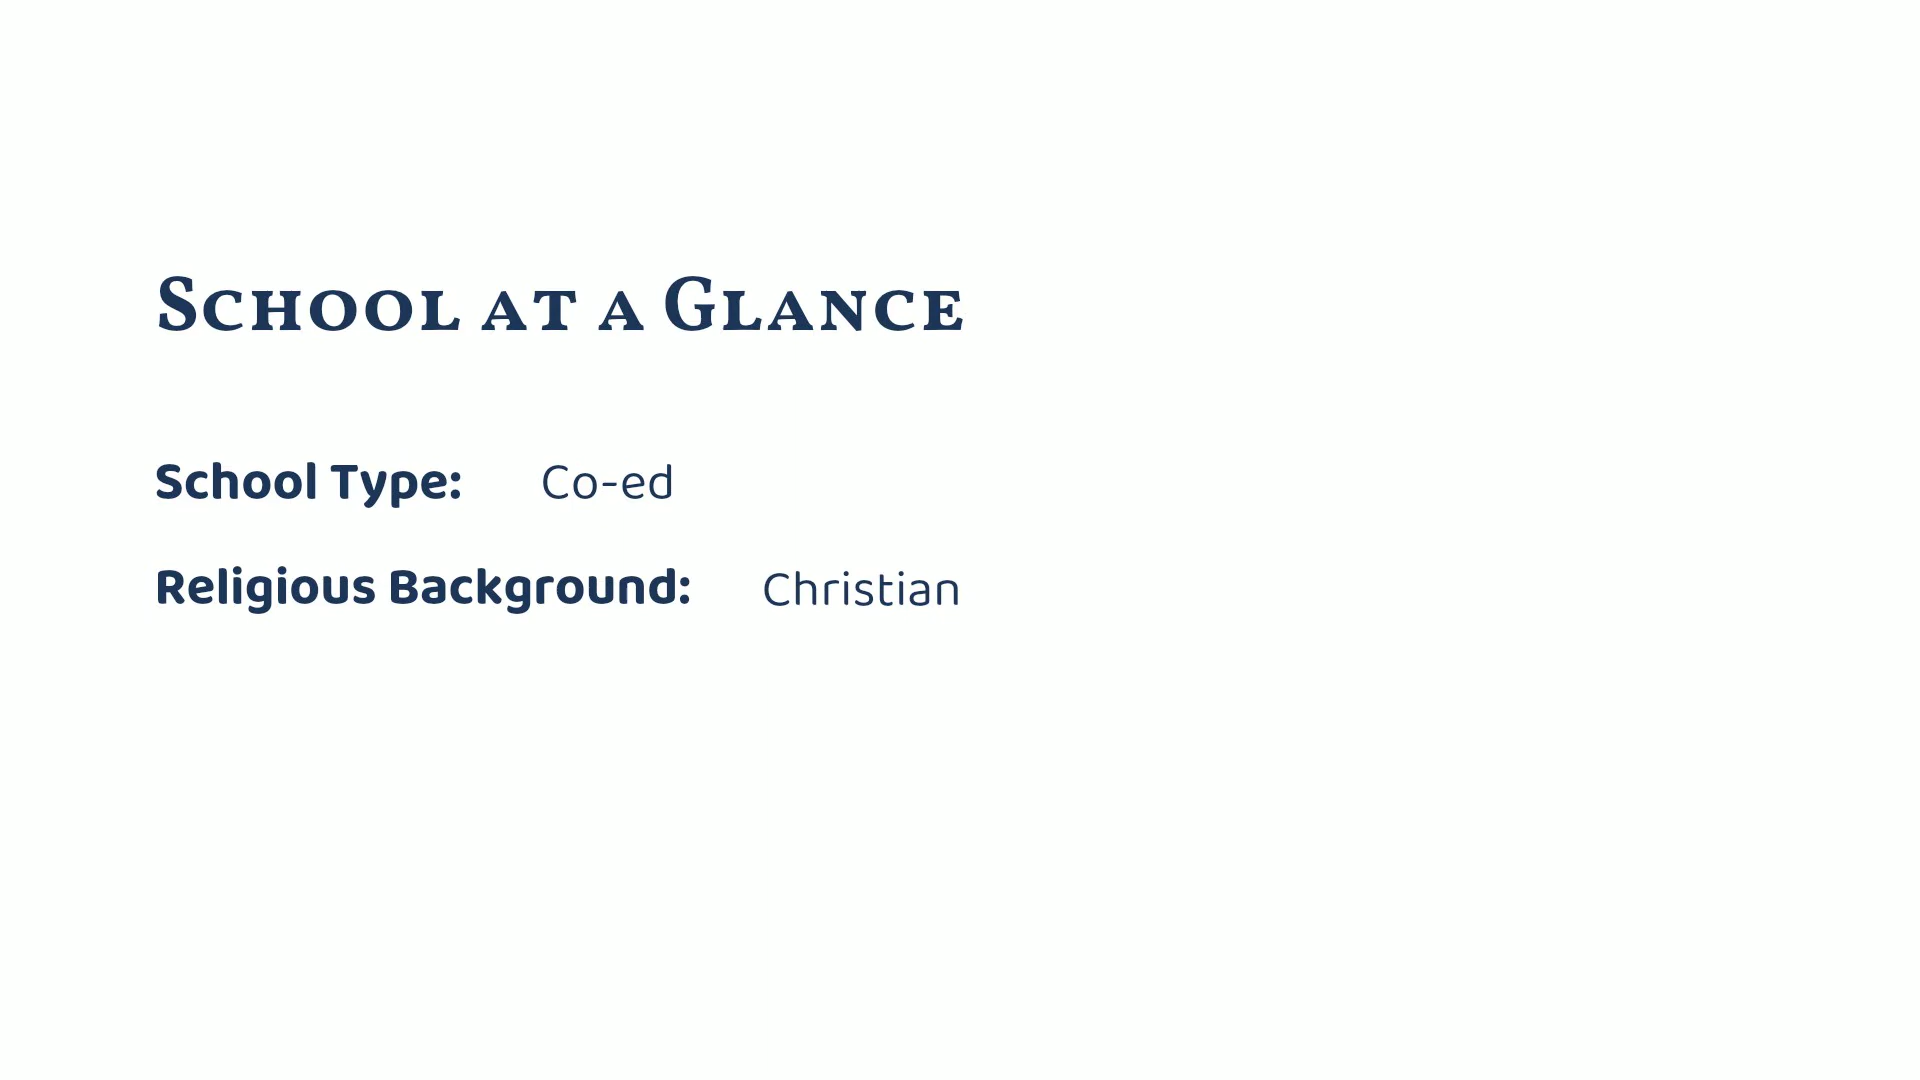 School at a Glance
School Type: Co-ed
Religious Background: Christian